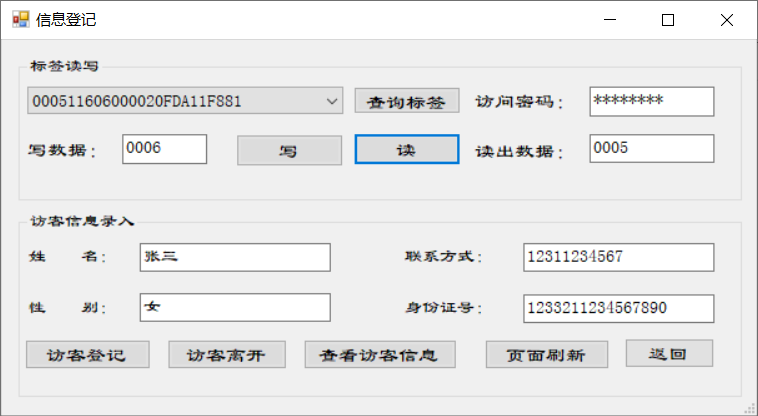 信息登记
标签读写
000511606000020FDA11F881 查询标签 访问密码： ********
写数据： 0006 写 读 读出数据： 0005
访客信息录入
姓 名： 张三 联系方式： 12311234567
性 别： 女 身份证号： 1233211234567890
访客登记 访客离开 查看访客信息 页面刷新 返回